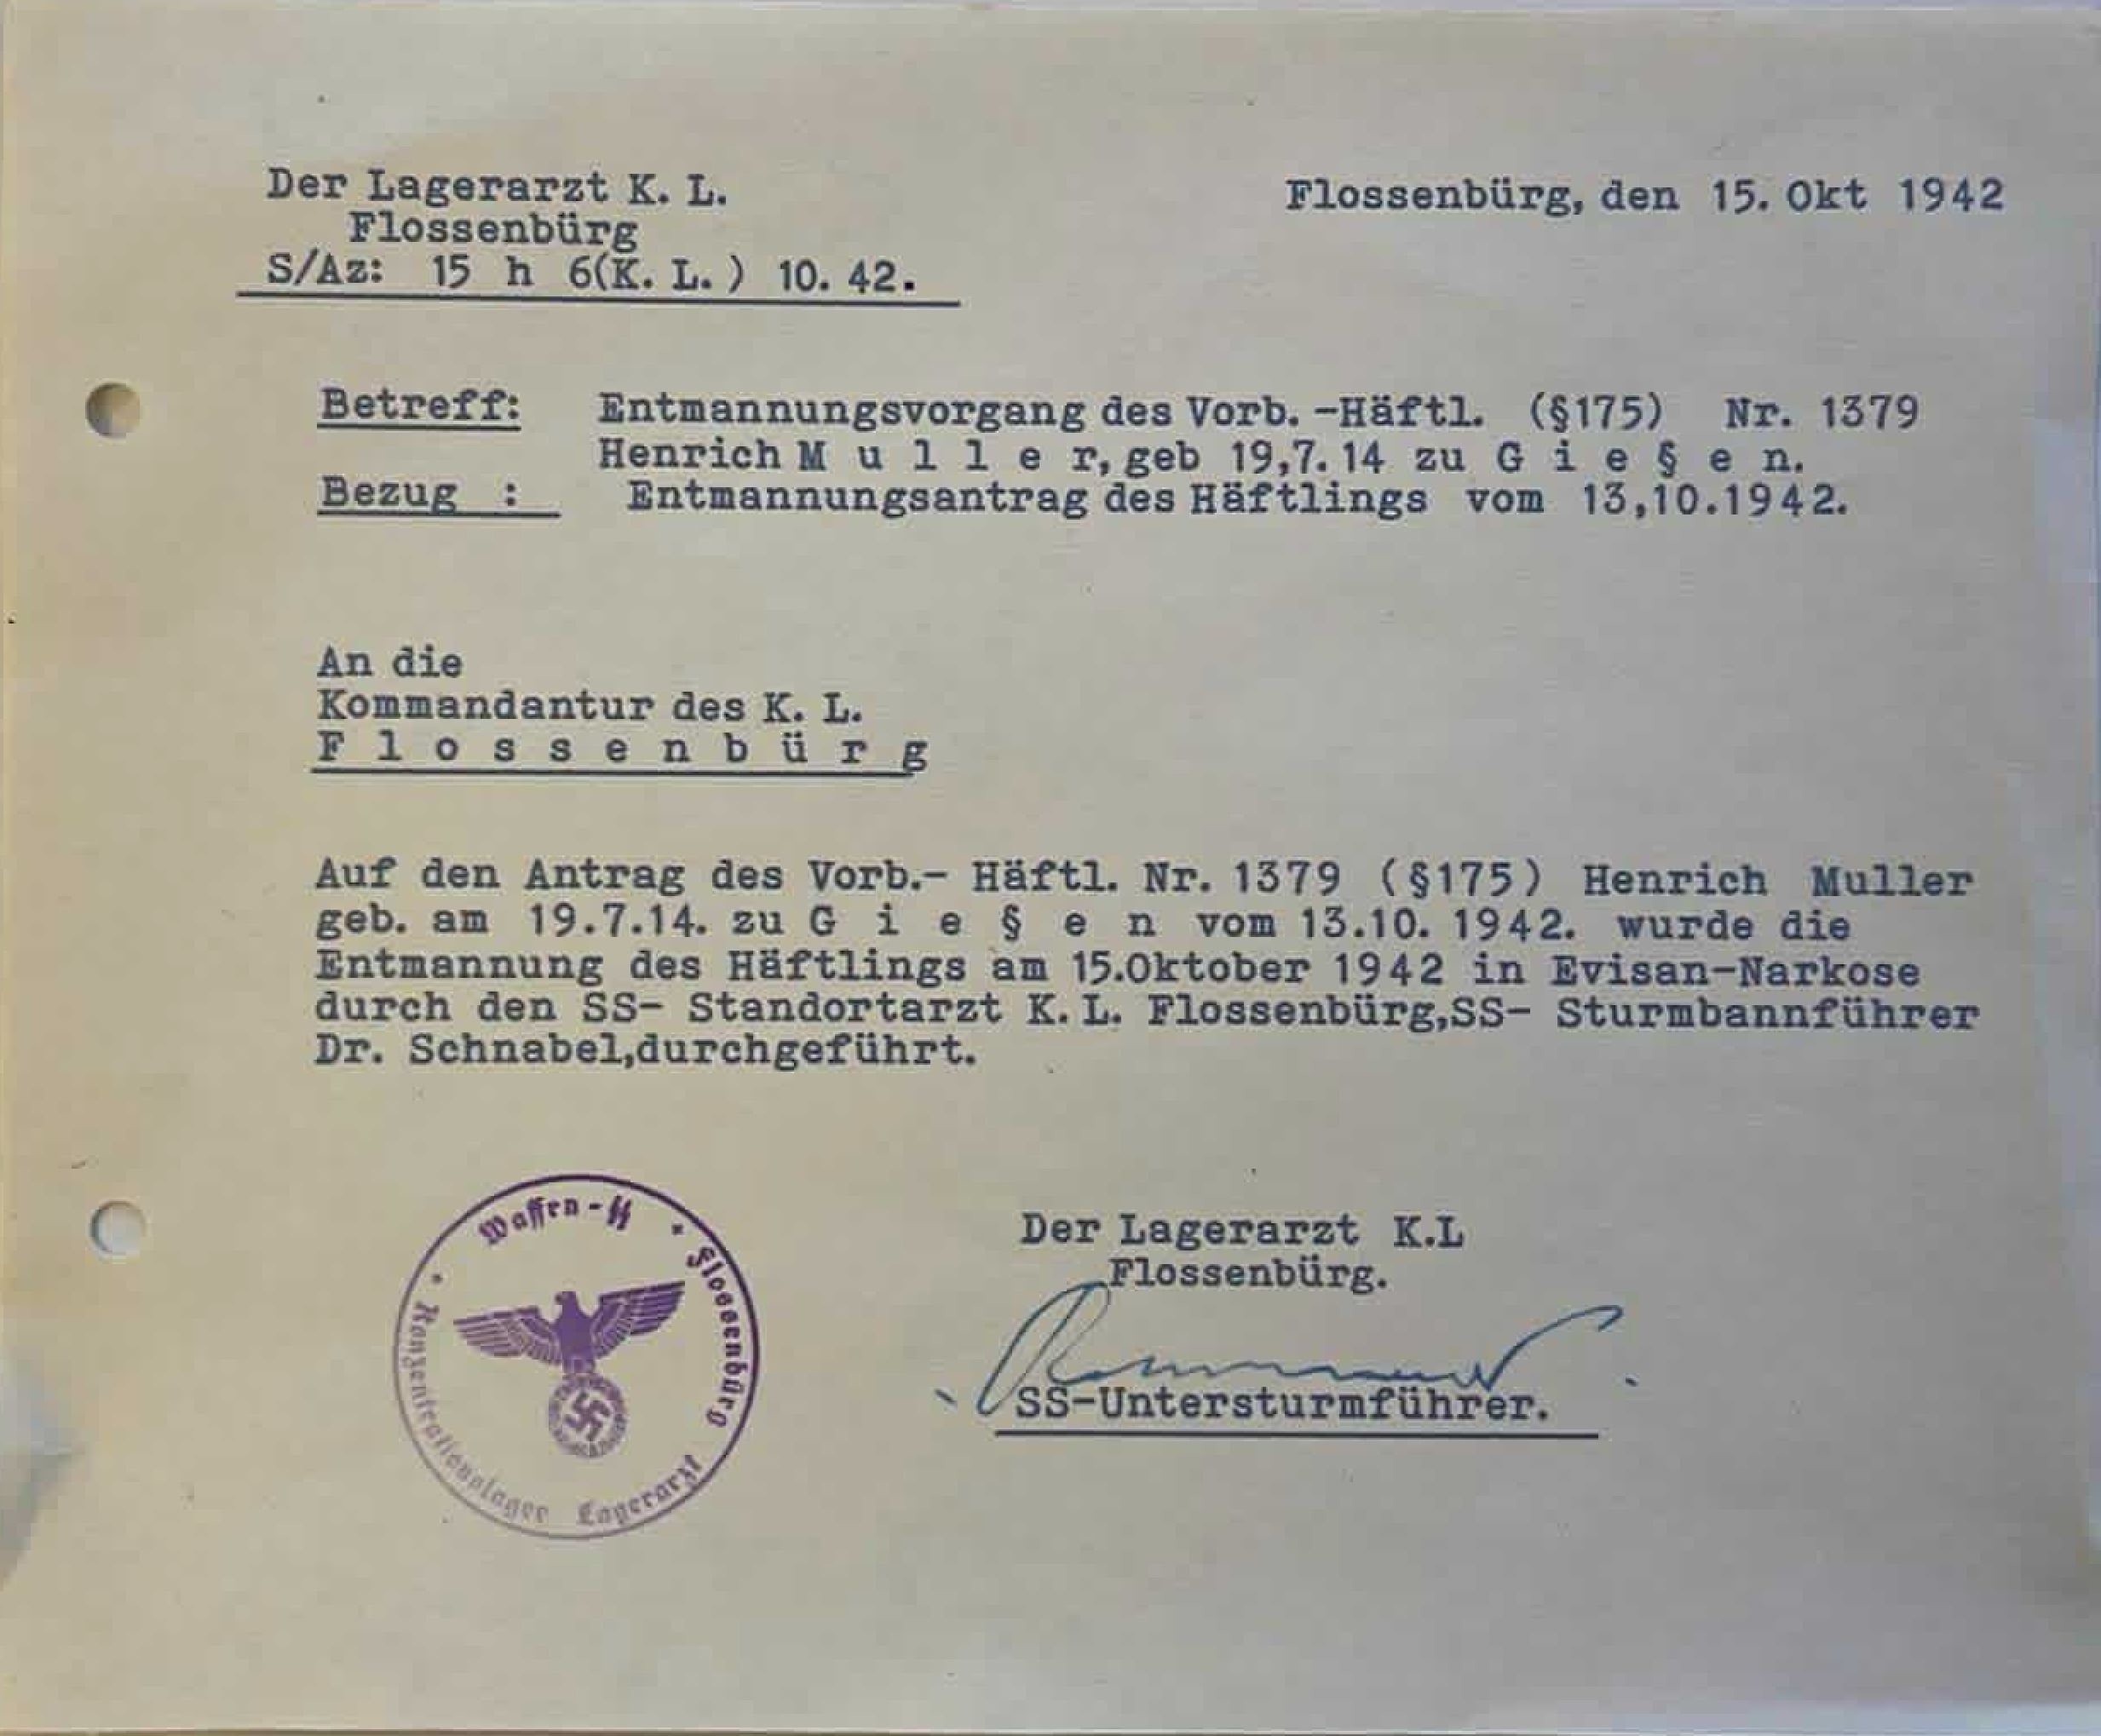 Der Lagerarzt K. L.
Flossenbürg
S/Az: 15 h 6(K. L. ) 10. 42.
Flossenbürg, den 15. Okt 1942
Betreff: Entmannungsvorgang des Vorb. -Häftl. (§175) Nr. 1379
Henrich M u l l e r, geb 19,7.14 zu G i e § e n.
Bezug : Entmannungsantrag des Häftlings vom 13,10.1942.
An die
Kommandantur des K. L.
F l o s s e n b ü r g
Auf den Antrag des Vorb.- Häftl. Nr. 1379 (§175) Henrich Muller
geb. am 19.7.14. zu G i e § e n vom 13.10. 1942. wurde die
Entmannung des Häftlings am 15.Oktober 1942 in Evisan-Narkose
durch den SS- Standortarzt K. L. Flossenbürg,SS- Sturmbannführer
Dr. Schnabel,durchgeführt.
Waffen-SS * Flossenbürg
* Konzentrationslager Lagerarzt
Der Lagerarzt K.L
Flossenbürg.
SS-Untersturmführer.